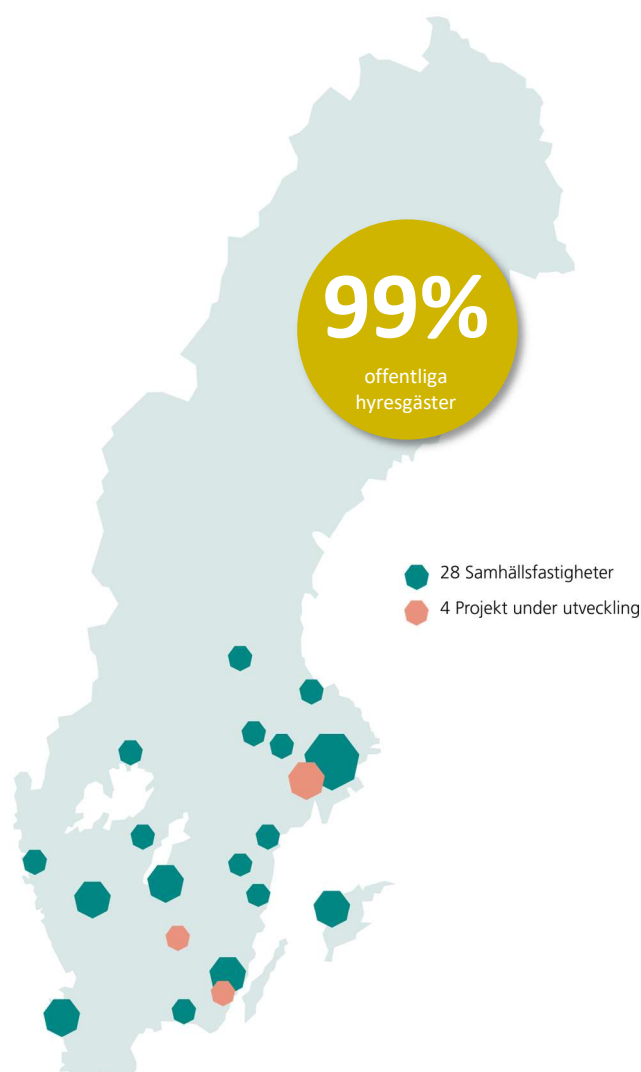 99%
offentliga
hyresgäster
28 Samhällsfastigheter
4 Projekt under utveckling